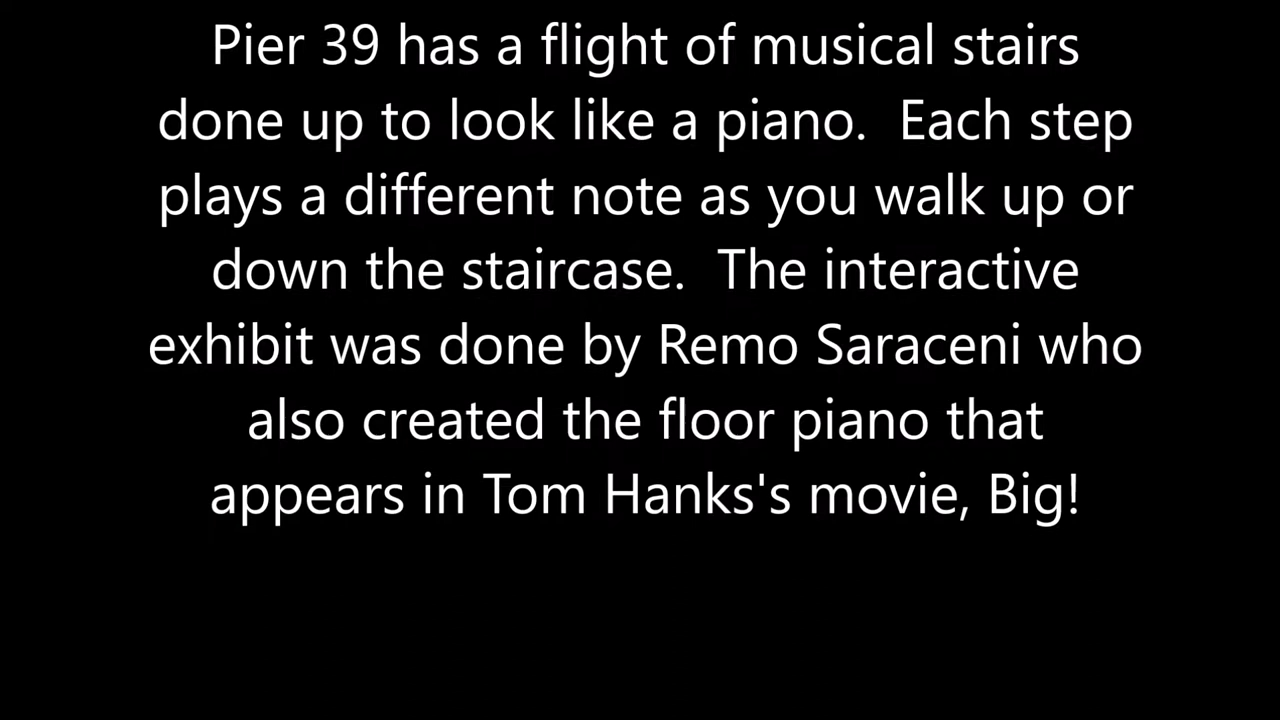 Pier 39 has a flight of musical stairs
done up to look like a piano.  Each step
plays a different note as you walk up or
down the staircase.  The interactive
exhibit was done by Remo Saraceni who
also created the floor piano that
appears in Tom Hanks's movie, Big!